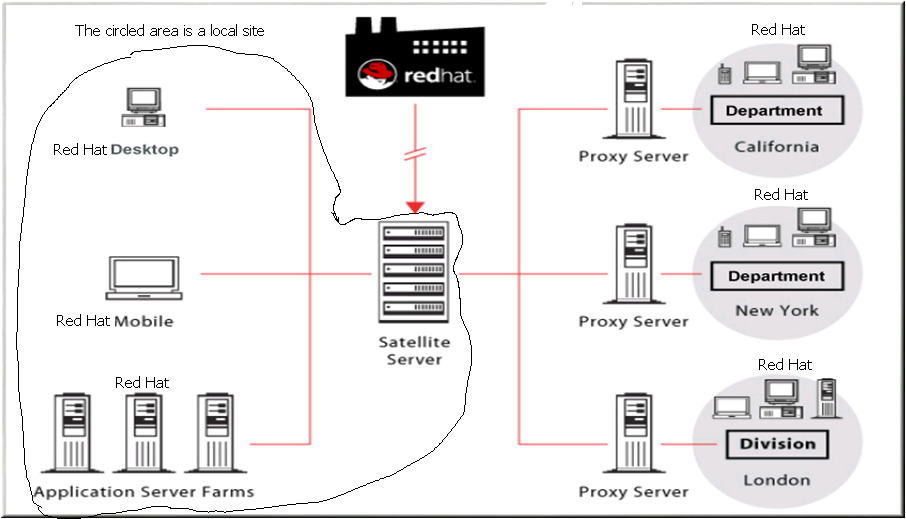 The circled area is a local site
redhat.
Red Hat Desktop
Red Hat Mobile
Red Hat
Application Server Farms
Satellite
Server
Proxy Server
Red Hat
Department
California
Proxy Server
Red Hat
Department
New York
Proxy Server
Red Hat
Division
London